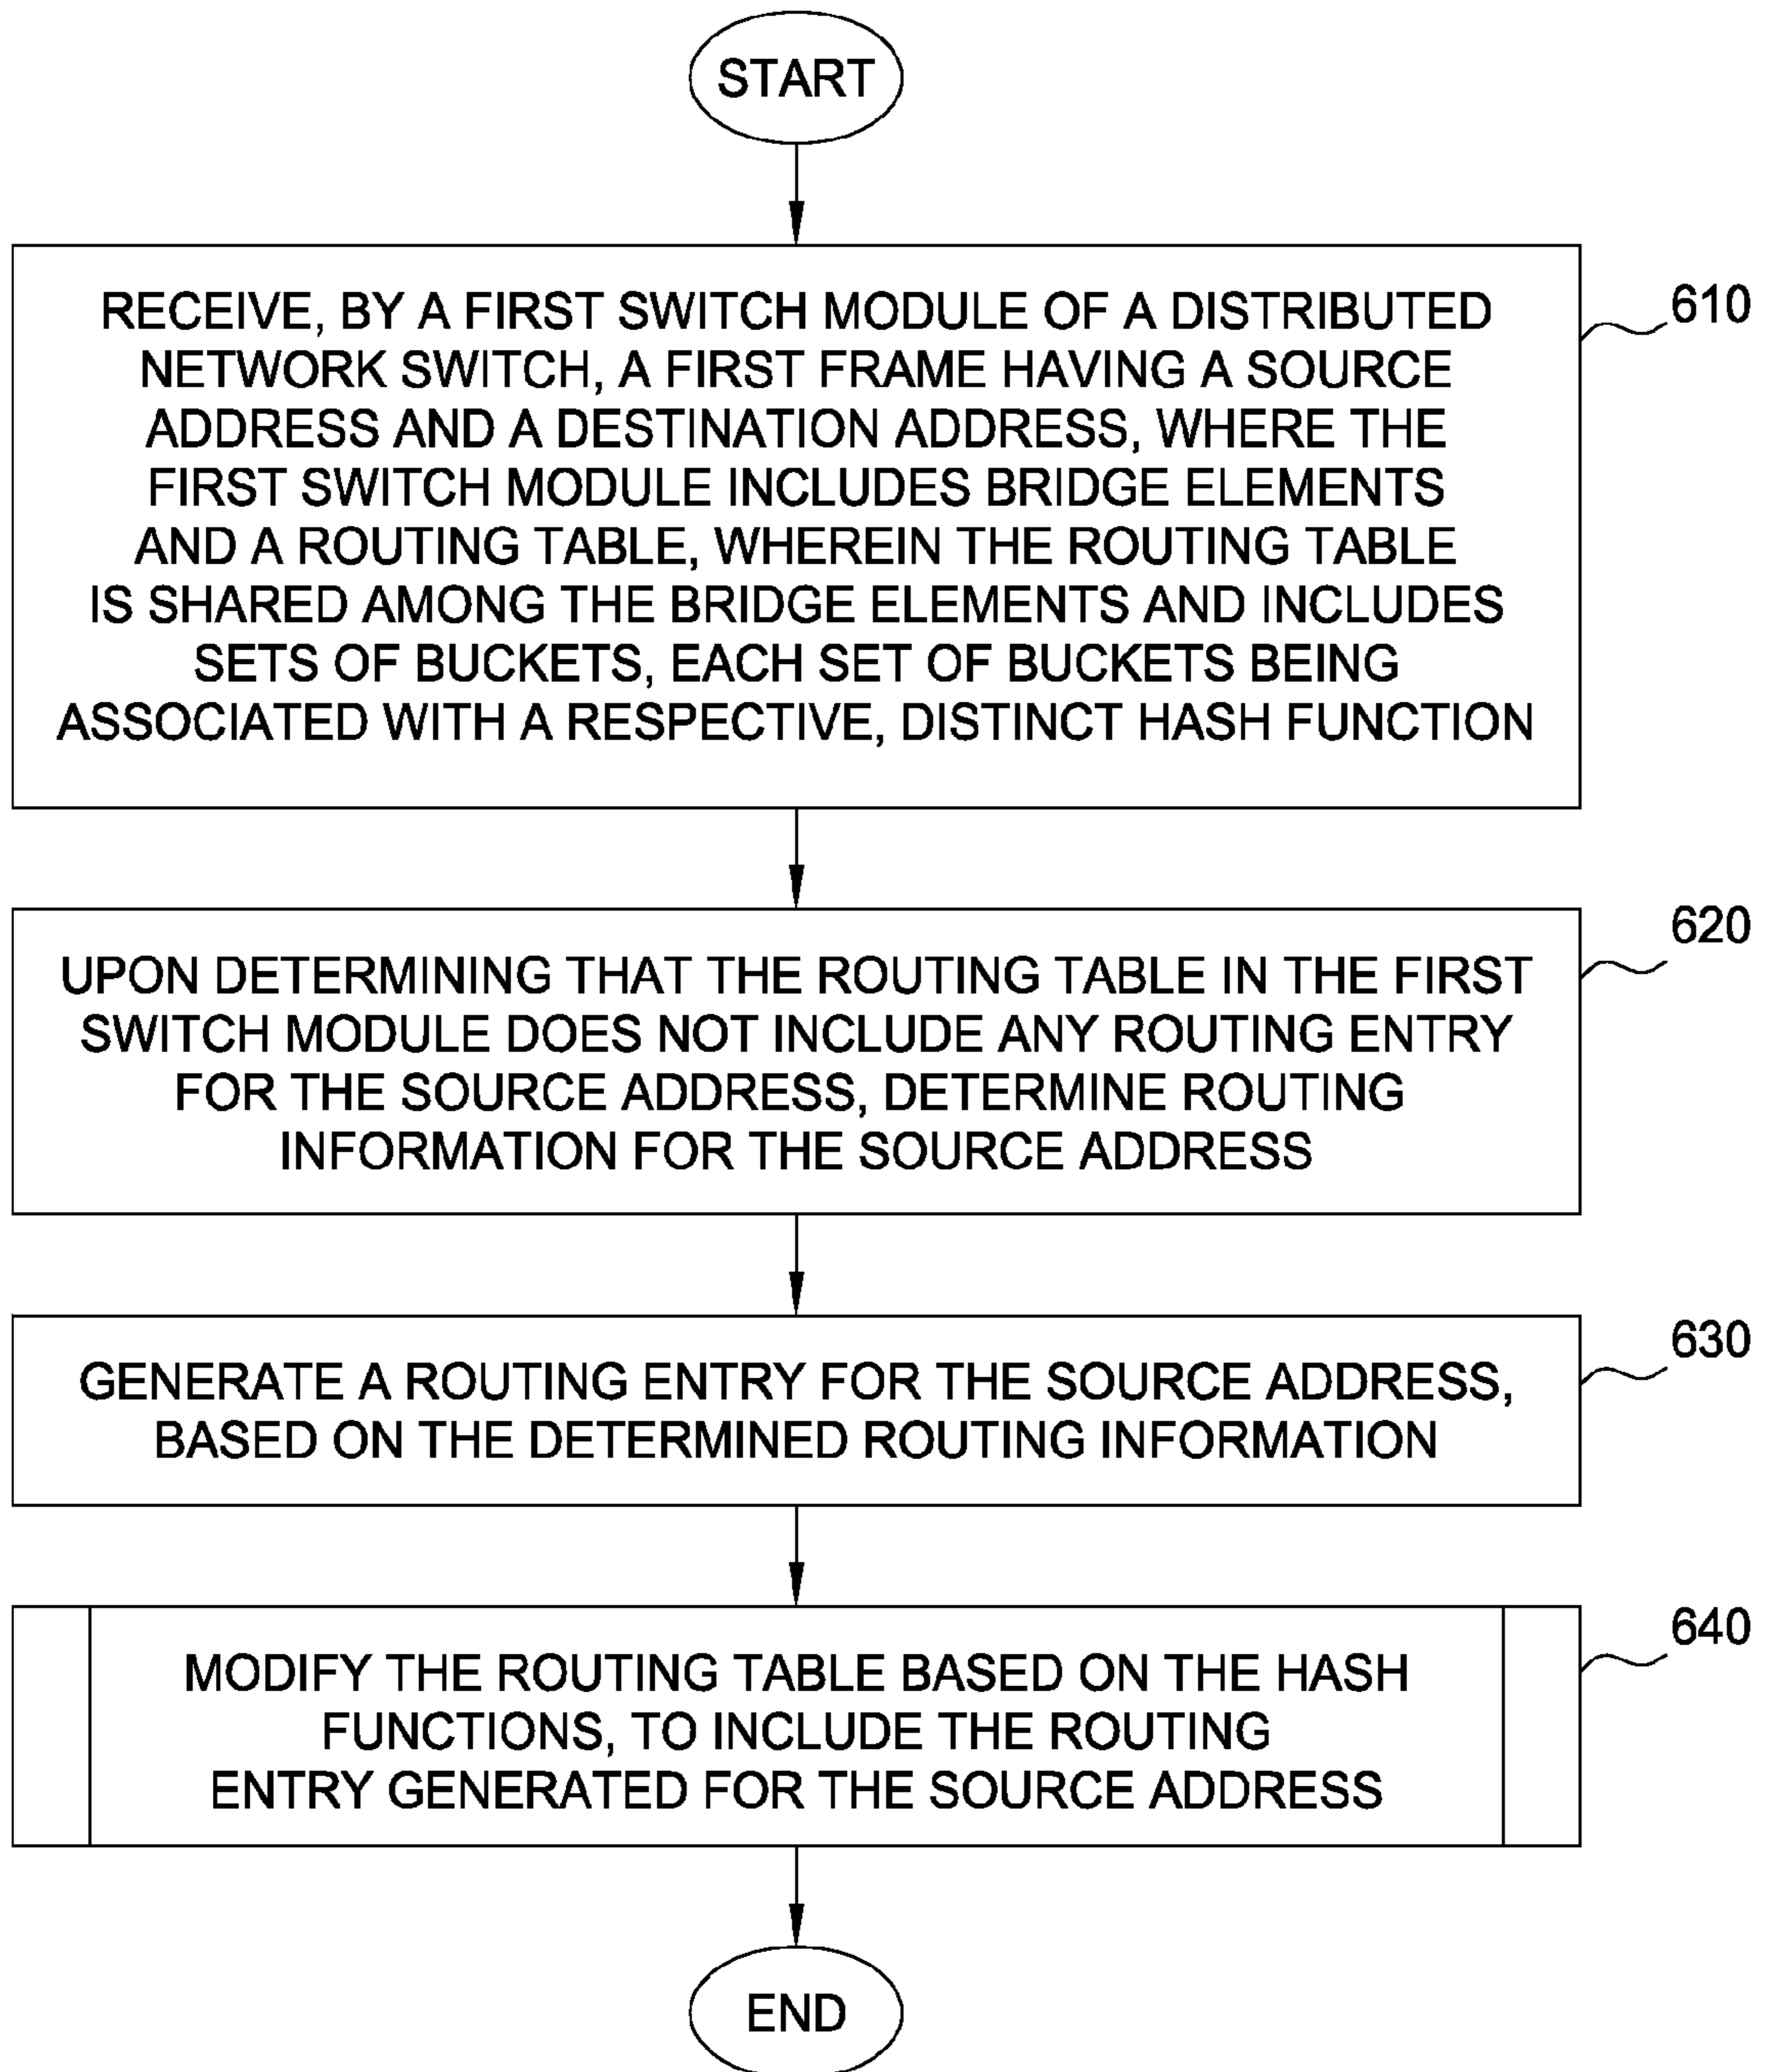 START
RECEIVE, BY A FIRST SWITCH MODULE OF A DISTRIBUTED
NETWORK SWITCH, A FIRST FRAME HAVING A SOURCE
ADDRESS AND A DESTINATION ADDRESS, WHERE THE
FIRST SWITCH MODULE INCLUDES BRIDGE ELEMENTS
AND A ROUTING TABLE, WHEREIN THE ROUTING TABLE
IS SHARED AMONG THE BRIDGE ELEMENTS AND INCLUDES
SETS OF BUCKETS, EACH SET OF BUCKETS BEING
ASSOCIATED WITH A RESPECTIVE, DISTINCT HASH FUNCTION
610
UPON DETERMINING THAT THE ROUTING TABLE IN THE FIRST
SWITCH MODULE DOES NOT INCLUDE ANY ROUTING ENTRY
FOR THE SOURCE ADDRESS, DETERMINE ROUTING
INFORMATION FOR THE SOURCE ADDRESS
620
GENERATE A ROUTING ENTRY FOR THE SOURCE ADDRESS,
BASED ON THE DETERMINED ROUTING INFORMATION
630
MODIFY THE ROUTING TABLE BASED ON THE HASH
FUNCTIONS, TO INCLUDE THE ROUTING
ENTRY GENERATED FOR THE SOURCE ADDRESS
640
END